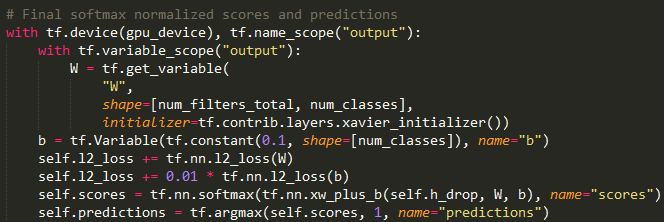 # Final softmax normalized scores and predictions
with tf.device(gpu_device), tf.name_scope("output"):
    with tf.variable_scope("output"):
        W = tf.get_variable(
            "W",
            shape=[num_filters_total, num_classes],
            initializer=tf.contrib.layers.xavier_initializer())
    b = tf.Variable(tf.constant(0.1, shape=[num_classes]), name="b")
    self.l2_loss += tf.nn.l2_loss(W)
    self.l2_loss += 0.01 * tf.nn.l2_loss(b)
    self.scores = tf.nn.softmax(tf.nn.xw_plus_b(self.h_drop, W, b), name="scores")
    self.predictions = tf.argmax(self.scores, 1, name="predictions")